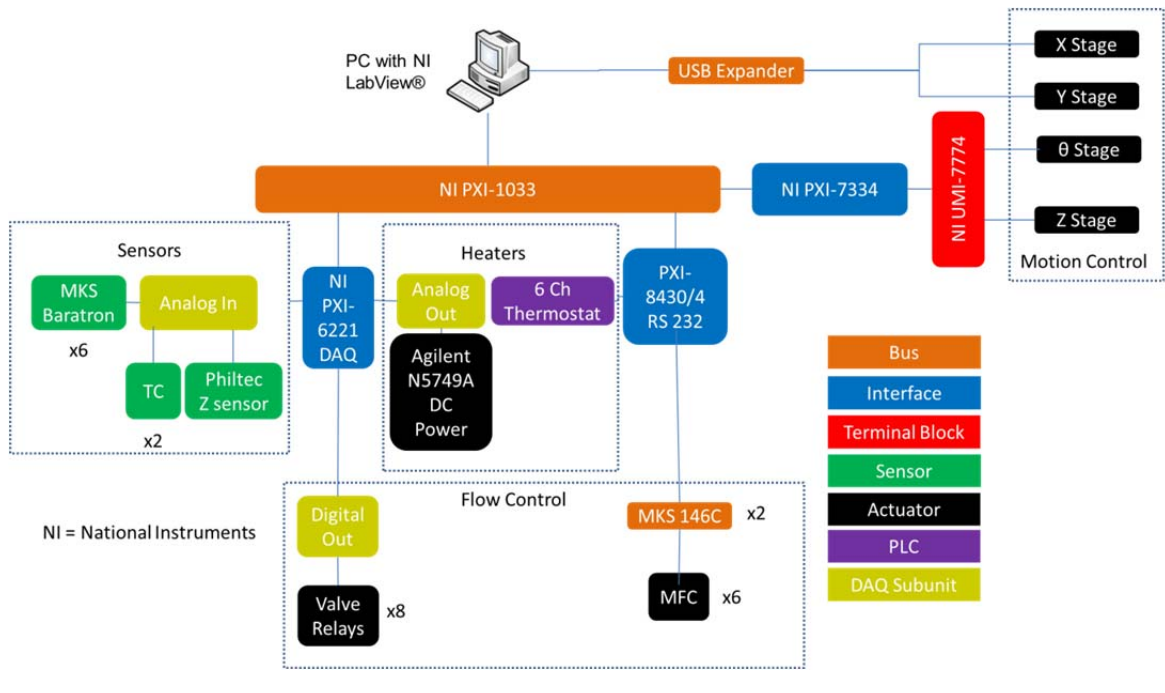 PC with NI
LabView®
USB Expander
X Stage
Y Stage
θ Stage
Z Stage
Motion Control
NI PXI-1033
NI PXI-7334
NI UMI-7774
Sensors
MKS
Baratron
x6
Analog In
TC
x2
Philtec
Z sensor
NI
PXI-
6221
DAQ
Heaters
Analog
Out
6 Ch
Thermostat
Agilent
N5749A
DC
Power
PXI-
8430/4
RS 232
Flow Control
Digital
Out
Valve
Relays
x8
MKS 146C
x2
MFC
x6
NI = National Instruments
Bus
Interface
Terminal Block
Sensor
Actuator
PLC
DAQ Subunit